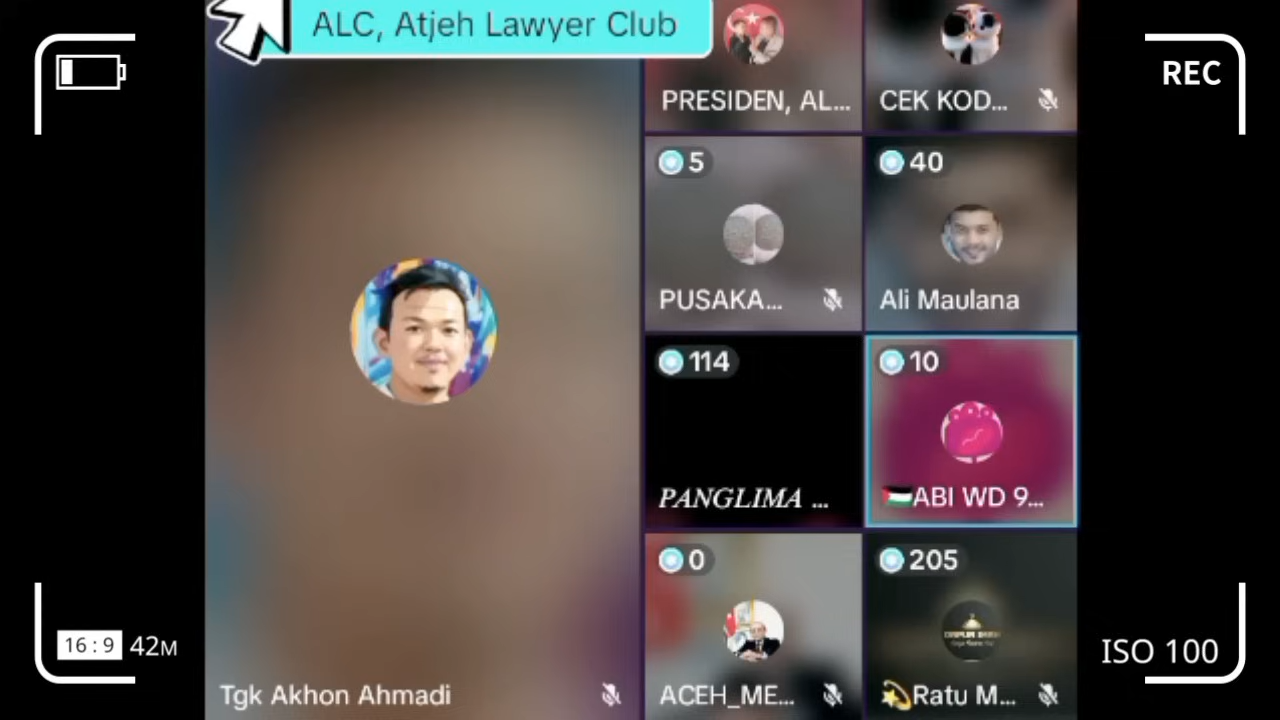 ALC, Atjeh Lawyer Club
REC
PRESIDEN, AL...
CEK KOD...
5
40
PUSAKA...
Ali Maulana
114
10
PANGLIMA ...
🇵🇸ABI WD 9...
0
205
16 : 9 42M
ISO 100
Tgk Akhon Ahmadi
ACEH_ME...
💫Ratu M...